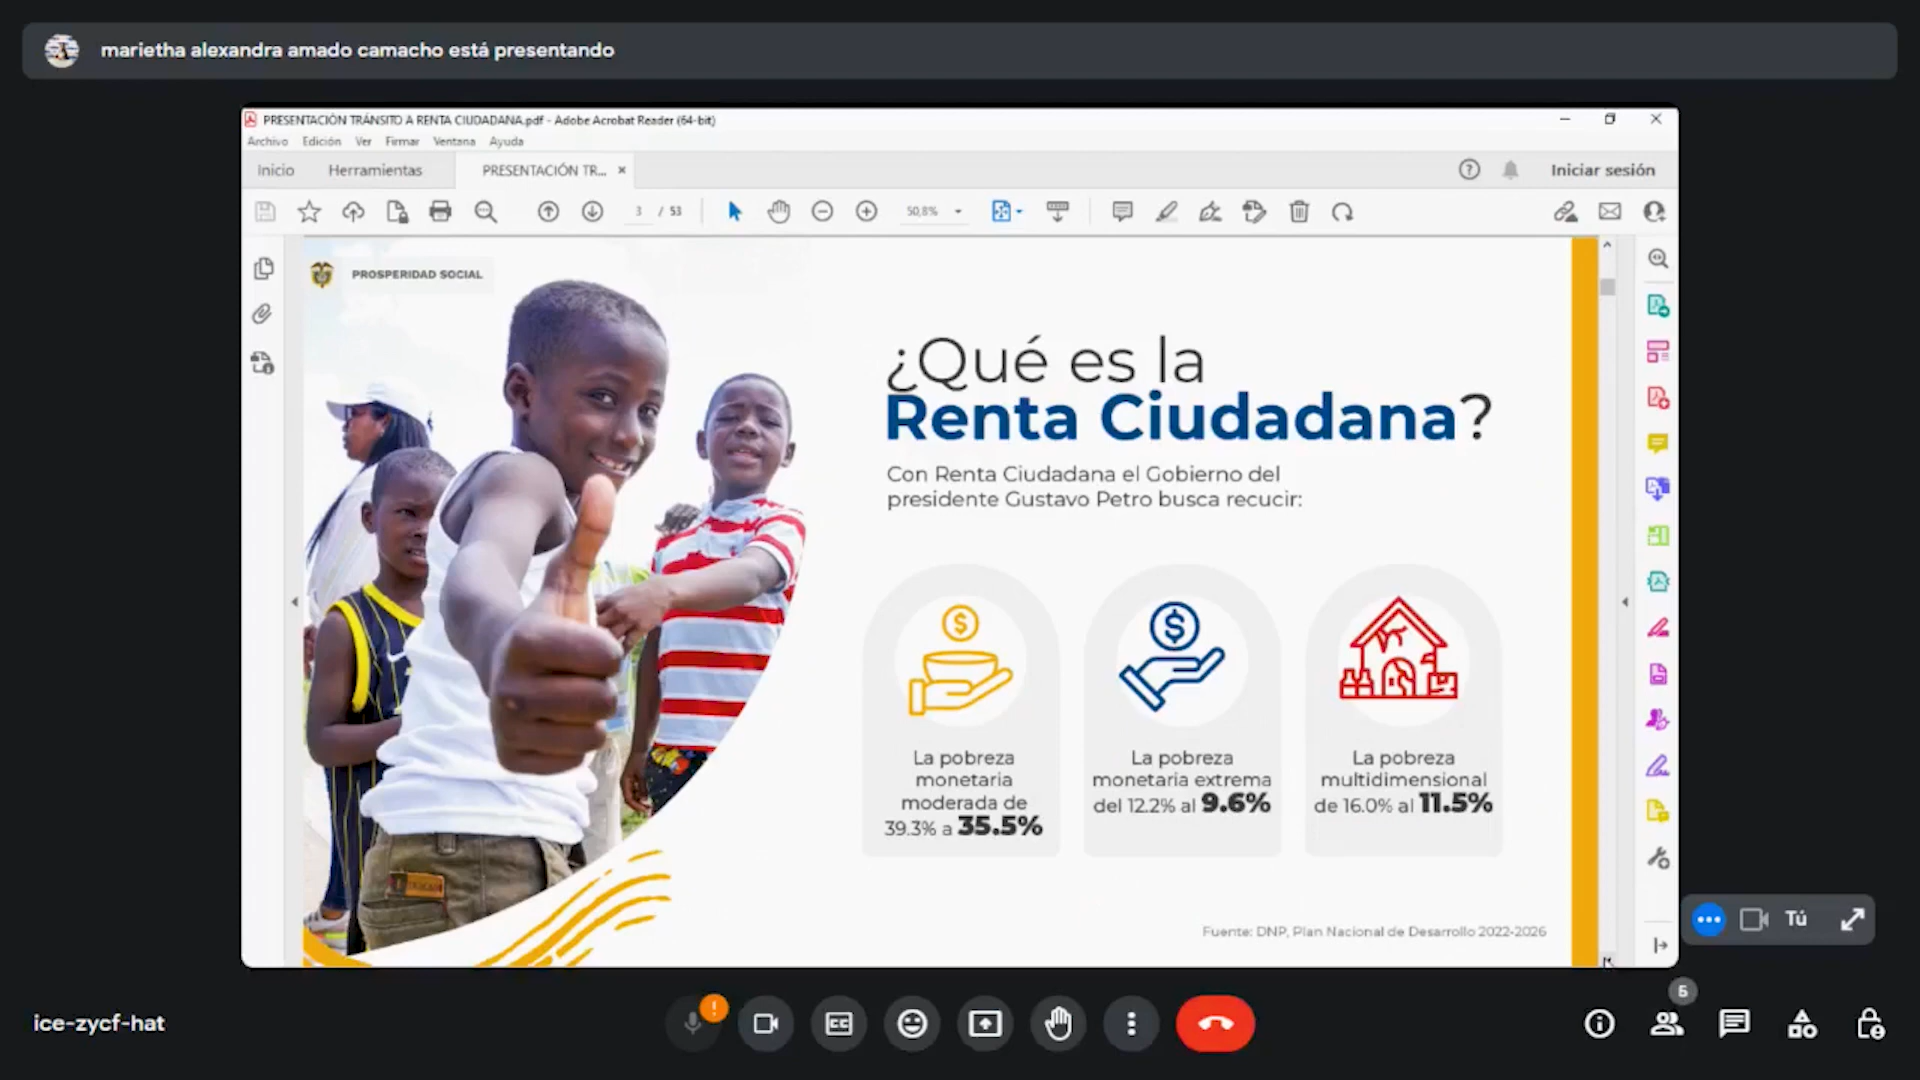 marietha alexandra amado camacho está presentando
PRESENTACIÓN TRÁNSITO A RENTA CIUDADANA.pdf - Adobe Acrobat Reader (64-bit)
Archivo Edición Ver Firmar Ventana Ayuda
Inicio Herramientas PRESENTACIÓN TR... × Iniciar sesión
3 / 53 50,8%
PROSPERIDAD SOCIAL
¿Qué es la
Renta Ciudadana?
Con Renta Ciudadana el Gobierno del
presidente Gustavo Petro busca recucir:
La pobreza
monetaria
moderada de
39.3% a 35.5%
La pobreza
monetaria extrema
del 12.2% al 9.6%
La pobreza
multidimensional
de 16.0% al 11.5%
Fuente: DNP, Plan Nacional de Desarrollo 2022-2026
Tú
ice-zycf-hat
5